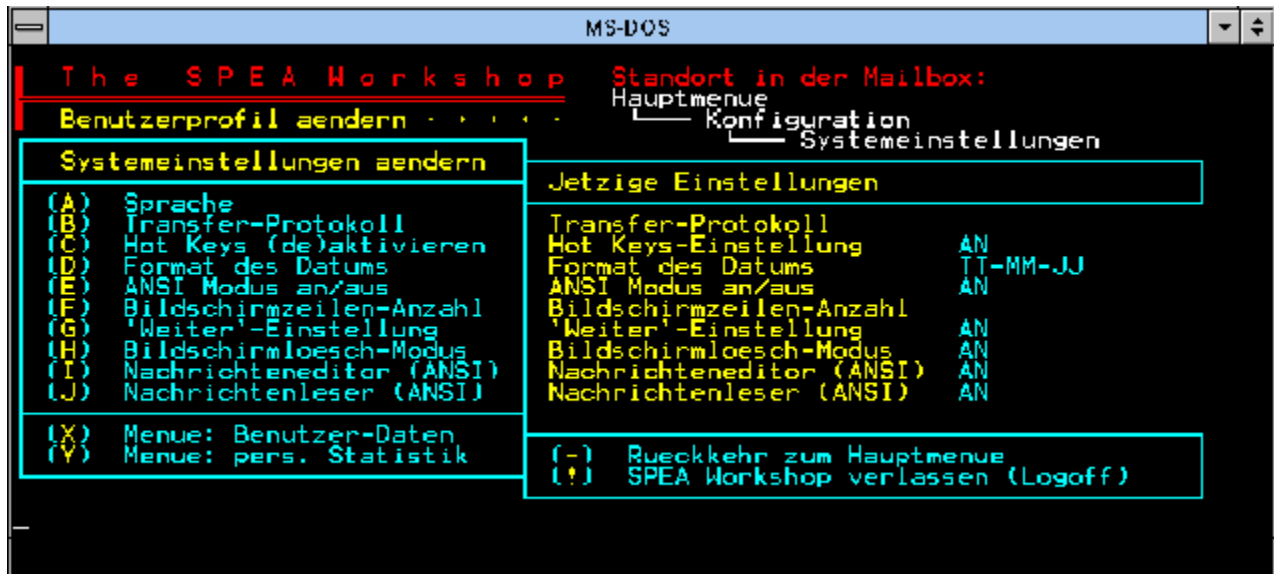 MS-DOS
The SPEA Workshop
Standort in der Mailbox:
Hauptmenue
Benutzerprofil aendern
Konfiguration
Systemeinstellungen
Systemeinstellungen aendern
(A) Sprache
(B) Transfer-Protokoll
(C) Hot Keys (de)aktivieren
(D) Format des Datums
(E) ANSI Modus an/aus
(F) Bildschirmzeilen-Anzahl
(G) 'Weiter'-Einstellung
(H) Bildschirmloesch-Modus
(I) Nachrichteneditor (ANSI)
(J) Nachrichtenleser (ANSI)
(X) Menue: Benutzer-Daten
(Y) Menue: pers. Statistik
Jetzige Einstellungen
Transfer-Protokoll
Hot Keys-Einstellung AN
Format des Datums TT-MM-JJ
ANSI Modus an/aus AN
Bildschirmzeilen-Anzahl
'Weiter'-Einstellung AN
Bildschirmloesch-Modus AN
Nachrichteneditor (ANSI) AN
Nachrichtenleser (ANSI) AN
(-) Rueckkehr zum Hauptmenue
(!) SPEA Workshop verlassen (Logoff)